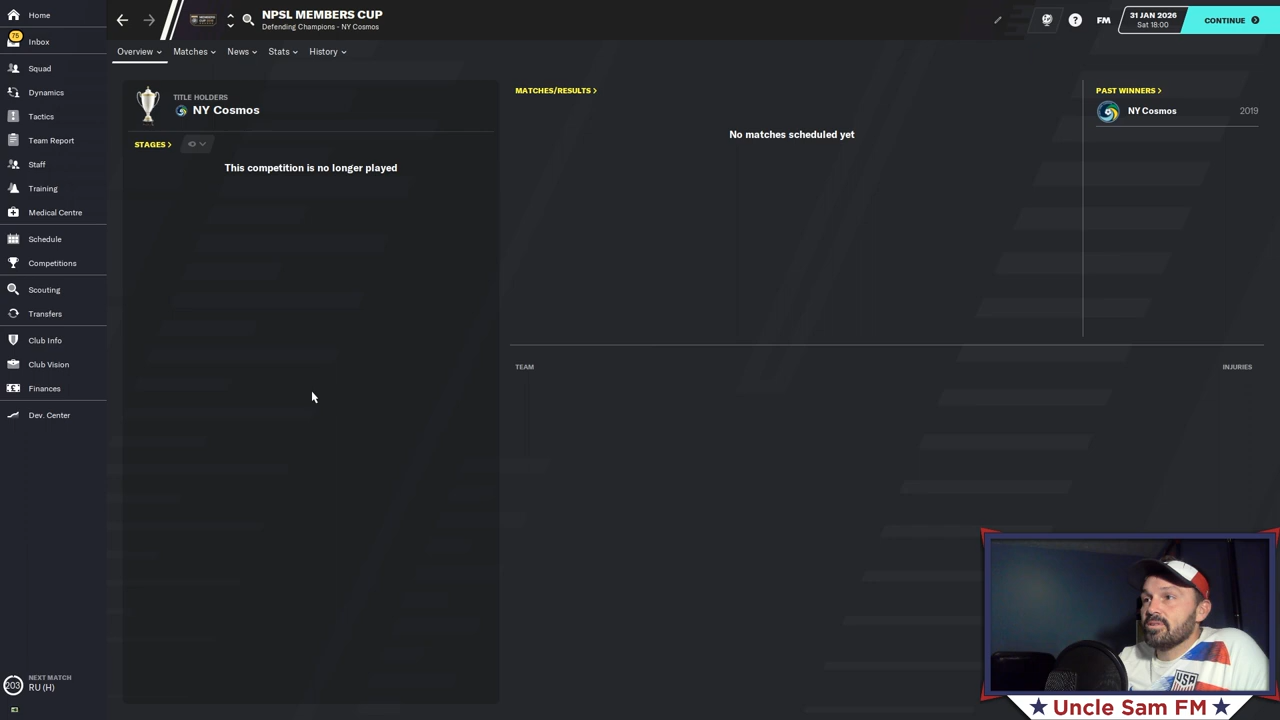 NPSL MEMBERS CUP
Defending Champions - NY Cosmos
FM
31 JAN 2026
Sat 18:00
CONTINUE
Home
75
Inbox
Squad
Dynamics
Tactics
Team Report
Staff
Training
Medical Centre
Schedule
Competitions
Scouting
Transfers
Club Info
Club Vision
Finances
Dev. Center
203
NEXT MATCH
RU (H)
Overview
Matches
News
Stats
History
TITLE HOLDERS
NY Cosmos
STAGES >
This competition is no longer played
MATCHES/RESULTS >
No matches scheduled yet
PAST WINNERS >
NY Cosmos 2019
TEAM INJURIES
USA
★ Uncle Sam FM ★